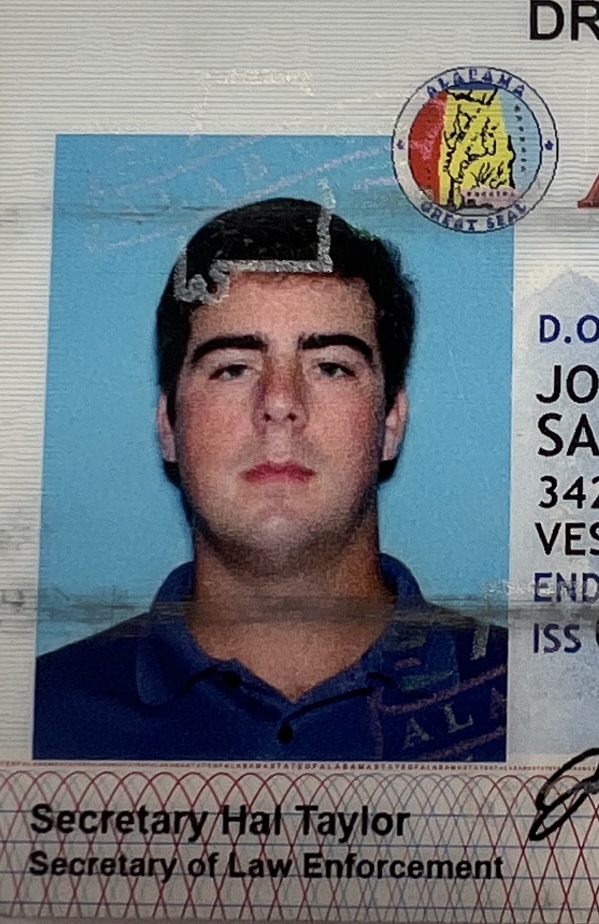 DR
ALABAMA
GREAT SEAL
D.O
JO
SA
342
VES
END
ISS
ALA
Secretary Hal Taylor
Secretary of Law Enforcement